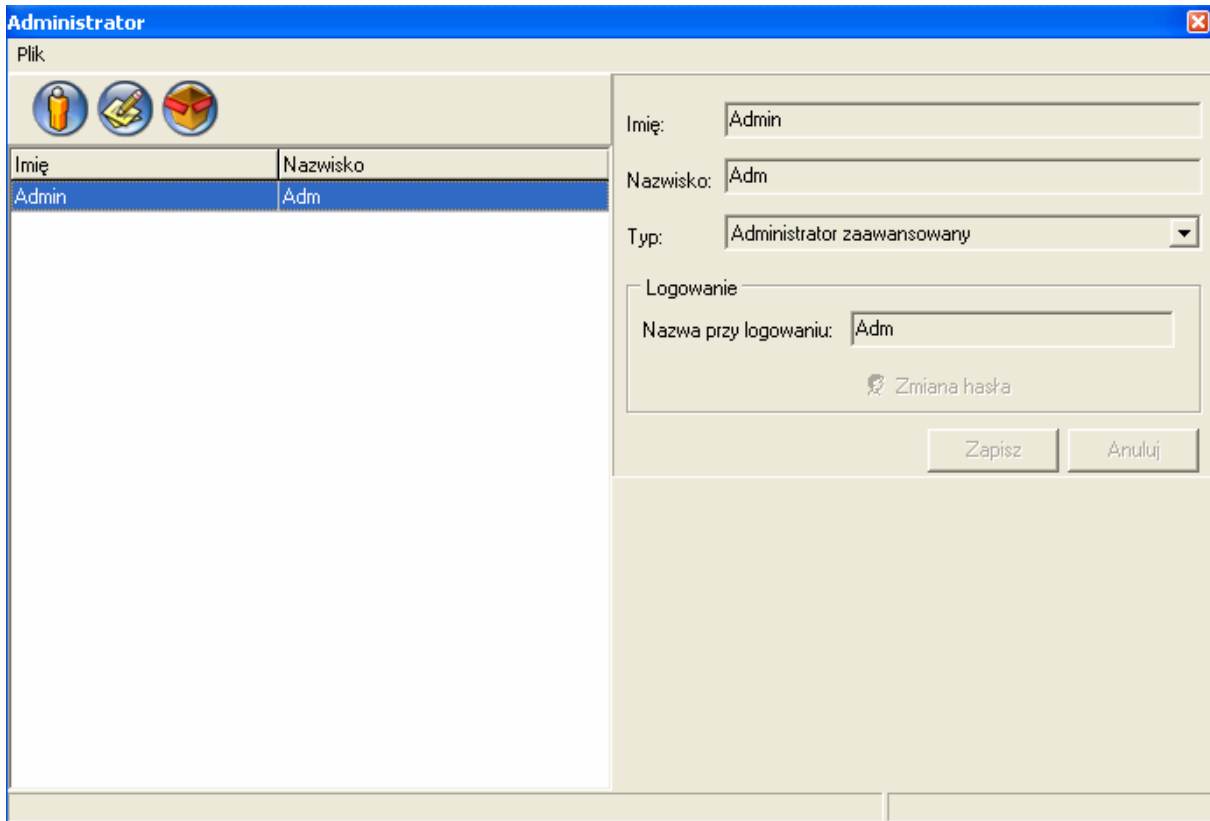 Administrator
Plik
Imię Nazwisko
Admin Adm
Imię: Admin
Nazwisko: Adm
Typ: Administrator zaawansowany
Logowanie
Nazwa przy logowaniu: Adm
Zmiana hasła
Zapisz Anuluj